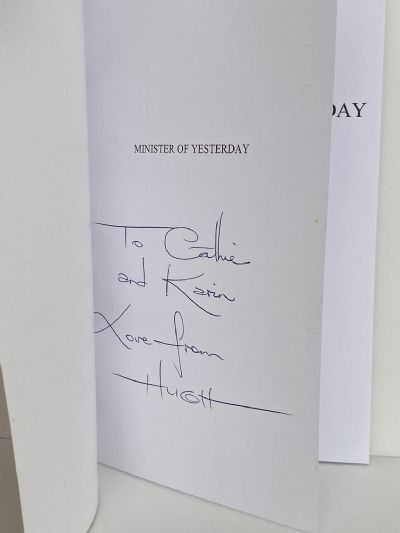 MINISTER OF YESTERDAY
DAY
To Cathie
and Karin
Love from
HUGH